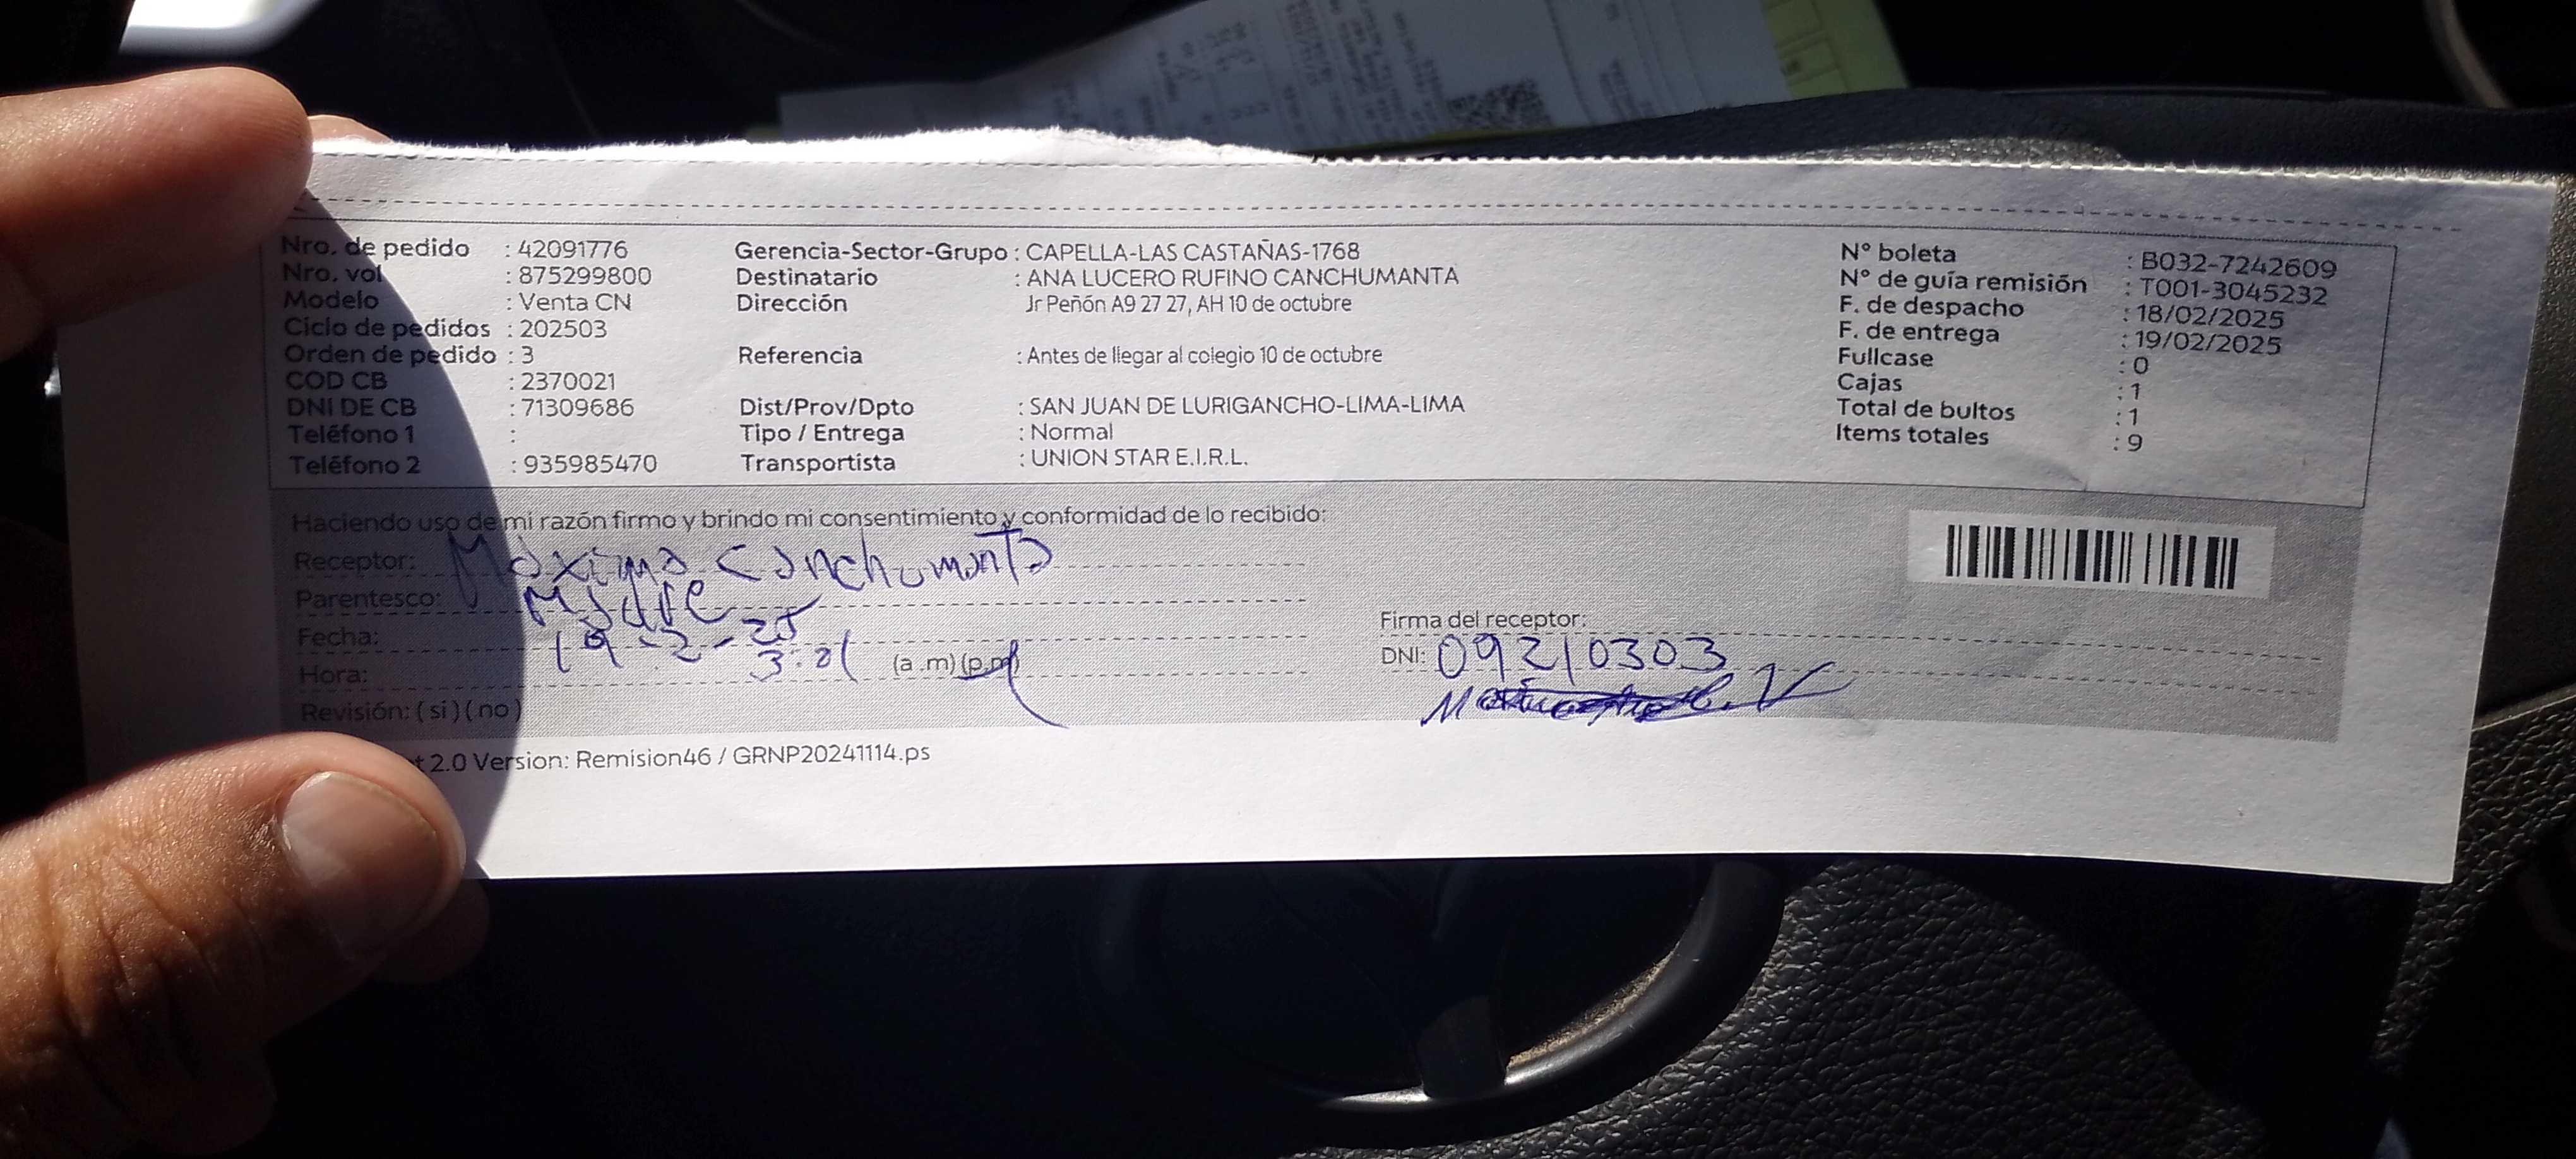 Nro. de pedido : 42091776 Gerencia-Sector-Grupo : CAPELLA-LAS CASTAÑAS-1768 N° boleta : B032-7242609
Nro. vol : 875299800 Destinatario : ANA LUCERO RUFINO CANCHUMANTA N° de guía remisión : T001-3045232
Modelo : Venta CN Dirección Jr Peñón A9 27 27, AH 10 de octubre F. de despacho : 18/02/2025
Ciclo de pedidos : 202503 F. de entrega : 19/02/2025
Orden de pedido : 3 Referencia : Antes de llegar al colegio 10 de octubre Fullcase : 0
COD CB : 2370021 Cajas : 1
DNI DE CB : 71309686 Dist/Prov/Dpto : SAN JUAN DE LURIGANCHO-LIMA-LIMA Total de bultos : 1
Teléfono 1 : Tipo / Entrega : Normal Items totales : 9
Teléfono 2 : 935985470 Transportista : UNION STAR E.I.R.L.
Haciendo uso de mi razón firmo y brindo mi consentimiento y conformidad de lo recibido:
Receptor: Máxima Canchumanta
Parentesco: Madre
Fecha: 19-2-25 Firma del receptor:
Hora: 3:01 (a .m) (p.m) DNI: 09210303
Revisión: ( si ) ( no )
2.0 Version: Remision46 / GRNP20241114.ps